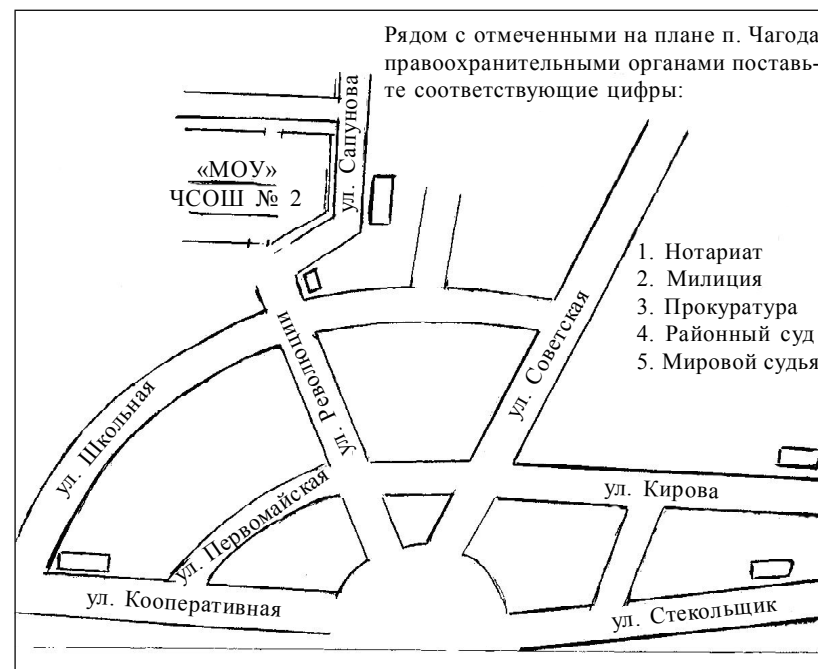 Рядом с отмеченными на плане п. Чагода
правоохранительными органами поставь-
те соответствующие цифры:
ул. Сапунова
«МОУ»
ЧСОШ № 2
1. Нотариат
2. Милиция
3. Прокуратура
4. Районный суд
5. Мировой судья
ул. Советская
ул. Революции
ул. Школьная
ул. Первомайская
ул. Кирова
ул. Кооперативная
ул. Стекольщик